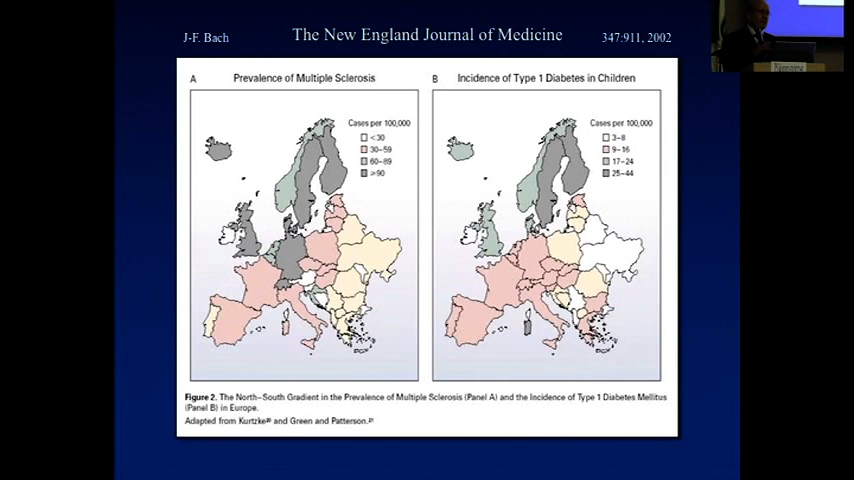 J-F. Bach
The New England Journal of Medicine
347:911, 2002
A
Prevalence of Multiple Sclerosis
Cases per 100,000
<30
30–59
60–89
≥90
B
Incidence of Type 1 Diabetes in Children
Cases per 100,000
3–8
9–16
17–24
25–44
Figure 2. The North–South Gradient in the Prevalence of Multiple Sclerosis (Panel A) and the Incidence of Type 1 Diabetes Mellitus
(Panel B) in Europe.
Adapted from Kurtzke²⁰ and Green and Patterson.²¹